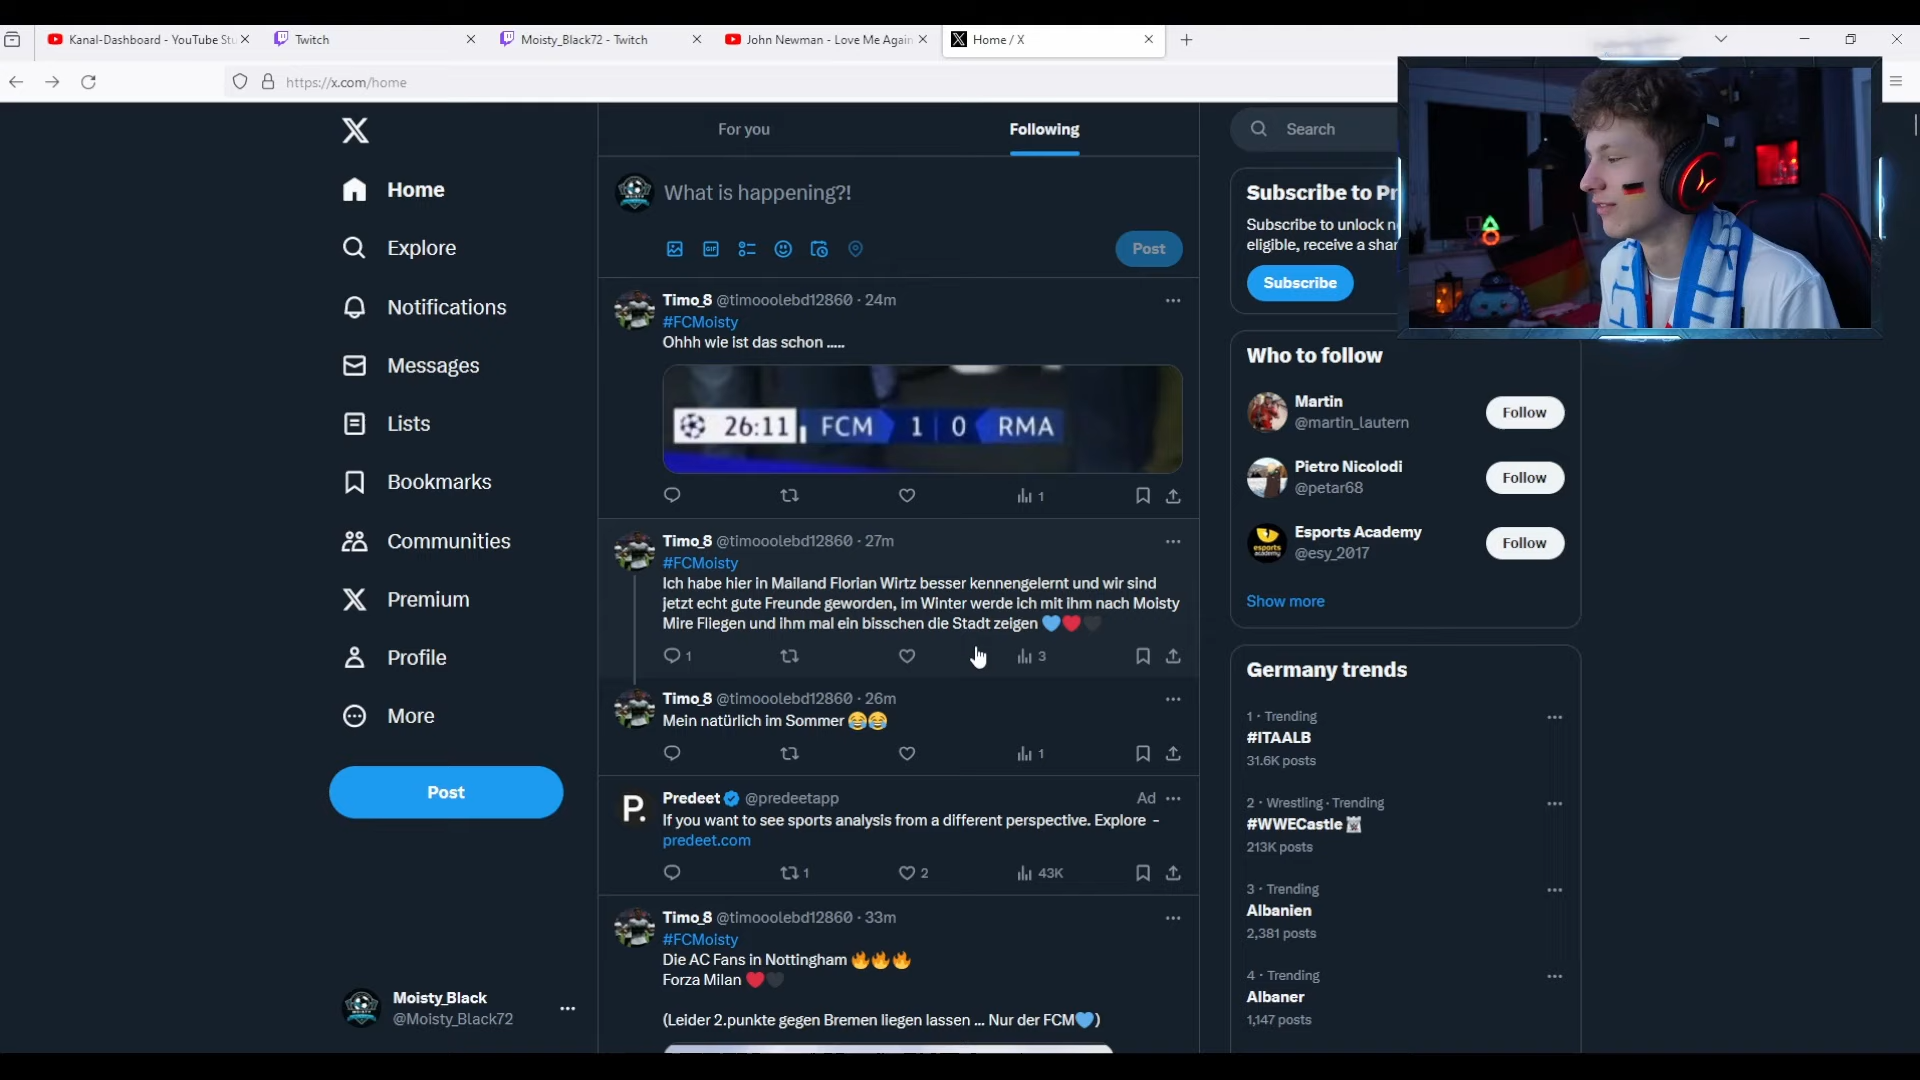 Kanal-Dashboard - YouTube Stu
Twitch
Moisty_Black72 - Twitch
John Newman - Love Me Again
Home / X
https://x.com/home
For you
Following
Search
Home
Explore
Notifications
Messages
Lists
Bookmarks
Communities
Premium
Profile
More
Post
Moisty_Black
@Moisty_Black72
What is happening?!
GIF
Post
Timo_8 @timooolebd12860 · 24m
#FCMoisty
Ohhh wie ist das schon .....
26:11 FCM 1 0 RMA
1
Timo_8 @timooolebd12860 · 27m
#FCMoisty
Ich habe hier in Mailand Florian Wirtz besser kennengelernt und wir sind
jetzt echt gute Freunde geworden, im Winter werde ich mit ihm nach Moisty
Mire Fliegen und ihm mal ein bisschen die Stadt zeigen 💙❤️🖤
1 3
Timo_8 @timooolebd12860 · 26m
Mein natürlich im Sommer 😂😂
1
P.
Predeet @predeetapp Ad
If you want to see sports analysis from a different perspective. Explore -
predeet.com
1 2 43K
Timo_8 @timooolebd12860 · 33m
#FCMoisty
Die AC Fans in Nottingham 🔥🔥🔥
Forza Milan ❤️🖤
(Leider 2.punkte gegen Bremen liegen lassen ... Nur der FCM💙)
Subscribe to Pr
Subscribe to unlock n
eligible, receive a shar
Subscribe
Who to follow
Martin
@martin_lautern
Follow
Pietro Nicolodi
@petar68
Follow
esports academy
Esports Academy
@esy_2017
Follow
Show more
Germany trends
1 · Trending
#ITAALB
31.6K posts
2 · Wrestling · Trending
#WWECastle
213K posts
3 · Trending
Albanien
2,381 posts
4 · Trending
Albaner
1,147 posts